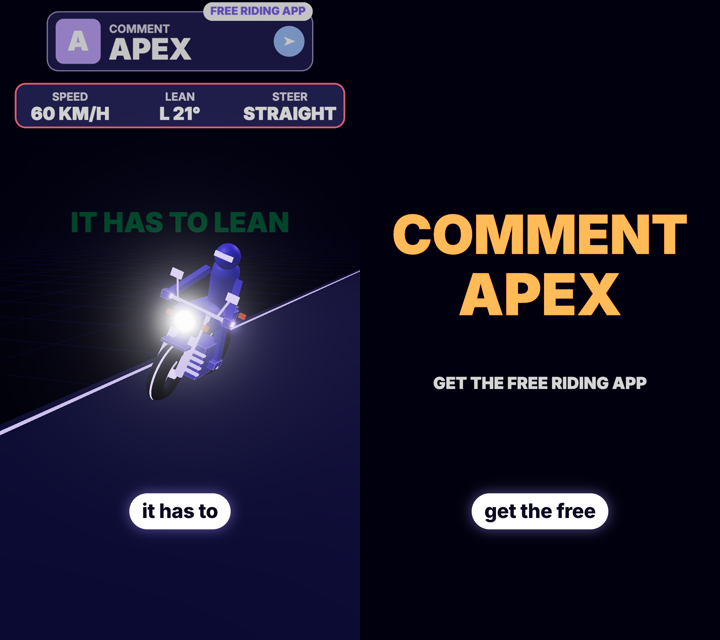 FREE RIDING APP
A
COMMENT
APEX
SPEED
60 KM/H
LEAN
L 21°
STEER
STRAIGHT
IT HAS TO LEAN
it has to
COMMENT
APEX
GET THE FREE RIDING APP
get the free